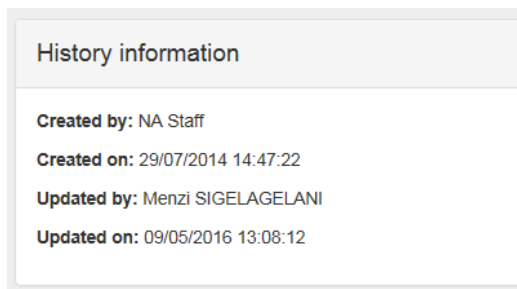 History information
Created by: NA Staff
Created on: 29/07/2014 14:47:22
Updated by: Menzi SIGELAGELANI
Updated on: 09/05/2016 13:08:12